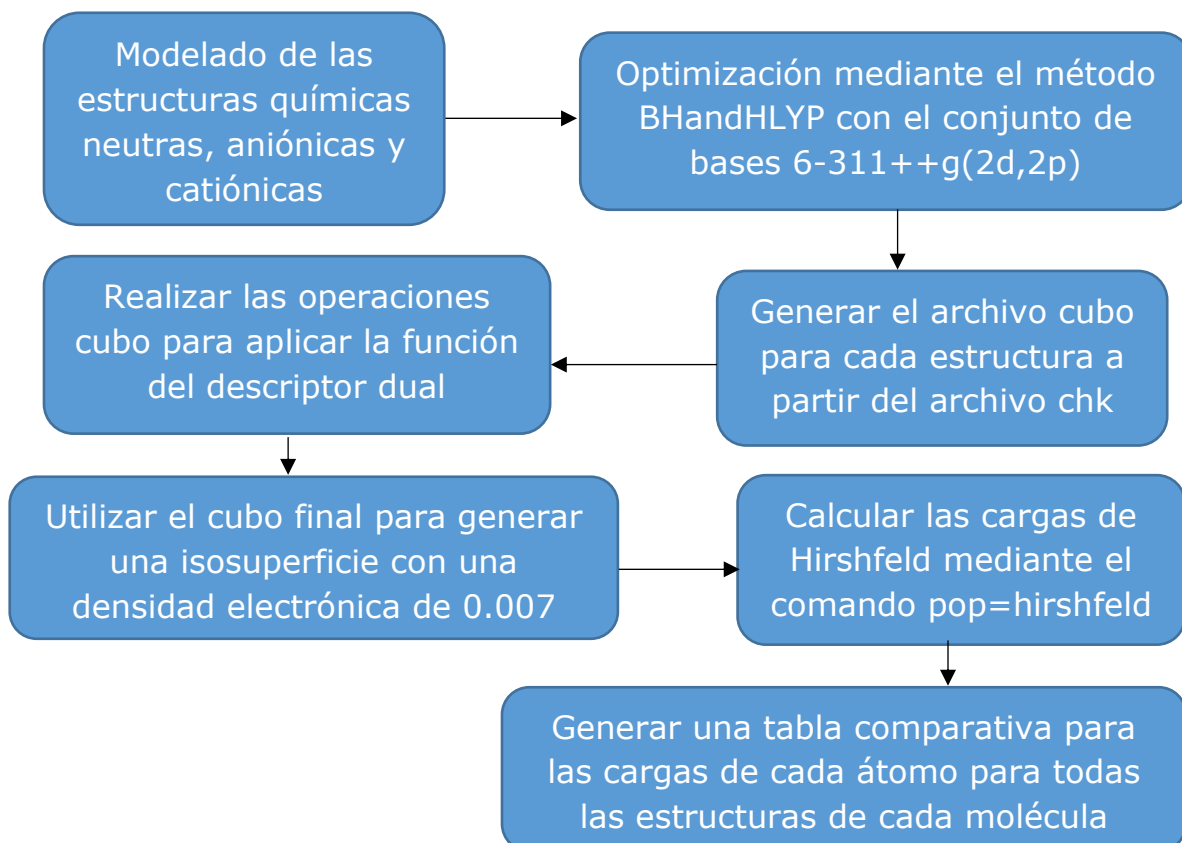 Modelado de las
estructuras químicas
neutras, aniónicas y
catiónicas
Optimización mediante el método
BHandHLYP con el conjunto de
bases 6-311++g(2d,2p)
Generar el archivo cubo
para cada estructura a
partir del archivo chk
Realizar las operaciones
cubo para aplicar la función
del descriptor dual
Utilizar el cubo final para generar
una isosuperficie con una
densidad electrónica de 0.007
Calcular las cargas de
Hirshfeld mediante el
comando pop=hirshfeld
Generar una tabla comparativa para
las cargas de cada átomo para todas
las estructuras de cada molécula